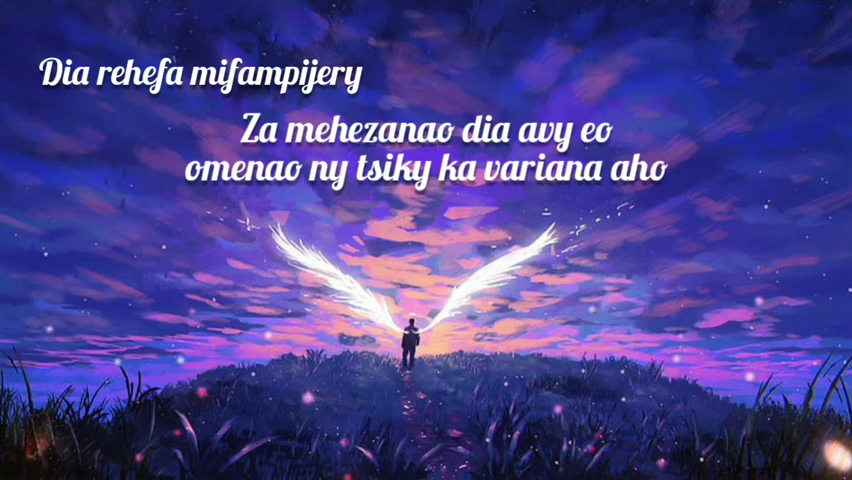 Dia rehefa mifampijery
Za mehezanao dia avy eo
omenao ny tsiky ka variana aho